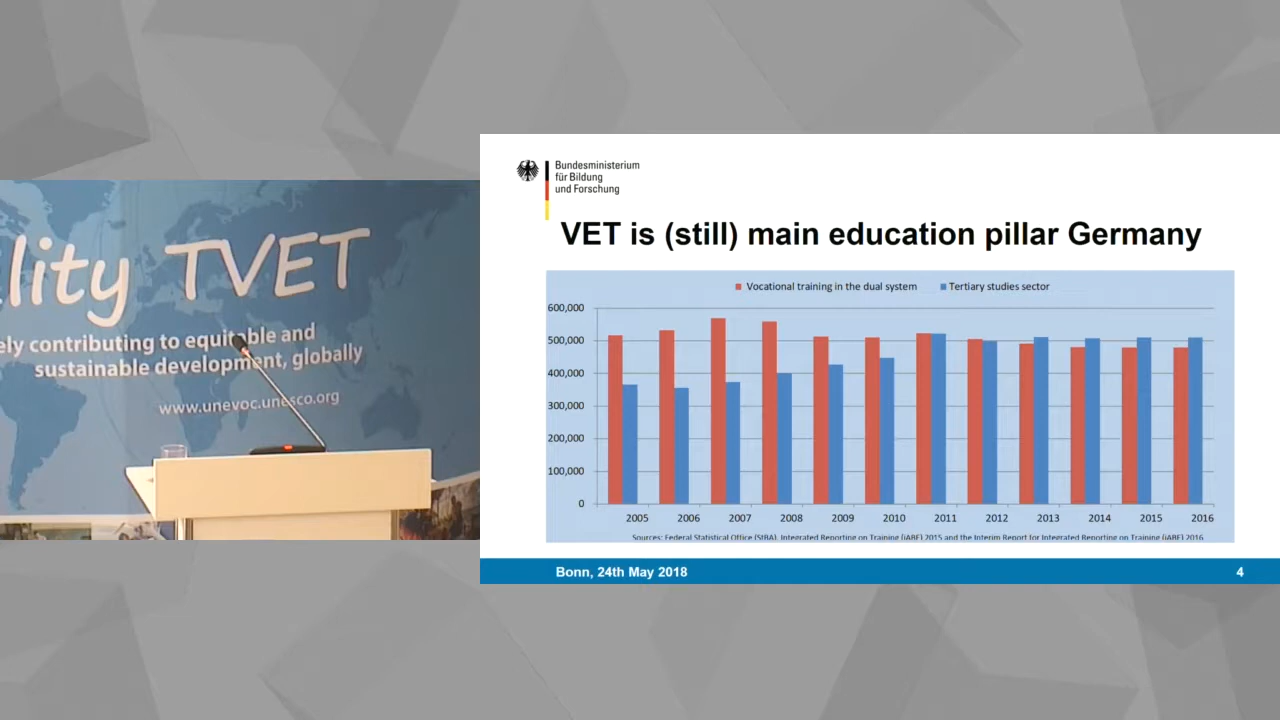 lity TVET
ely contributing to equitable and
sustainable development, globally
www.unevoc.unesco.org
Bundesministerium
für Bildung
und Forschung
VET is (still) main education pillar Germany
Vocational training in the dual system
Tertiary studies sector
600,000
500,000
400,000
300,000
200,000
100,000
0
2005 2006 2007 2008 2009 2010 2011 2012 2013 2014 2015 2016
Sources: Federal Statistical Office (StBA), Integrated Reporting on Training (iABE) 2015 and the Interim Report for Integrated Reporting on Training (iABE) 2016
Bonn, 24th May 2018
4